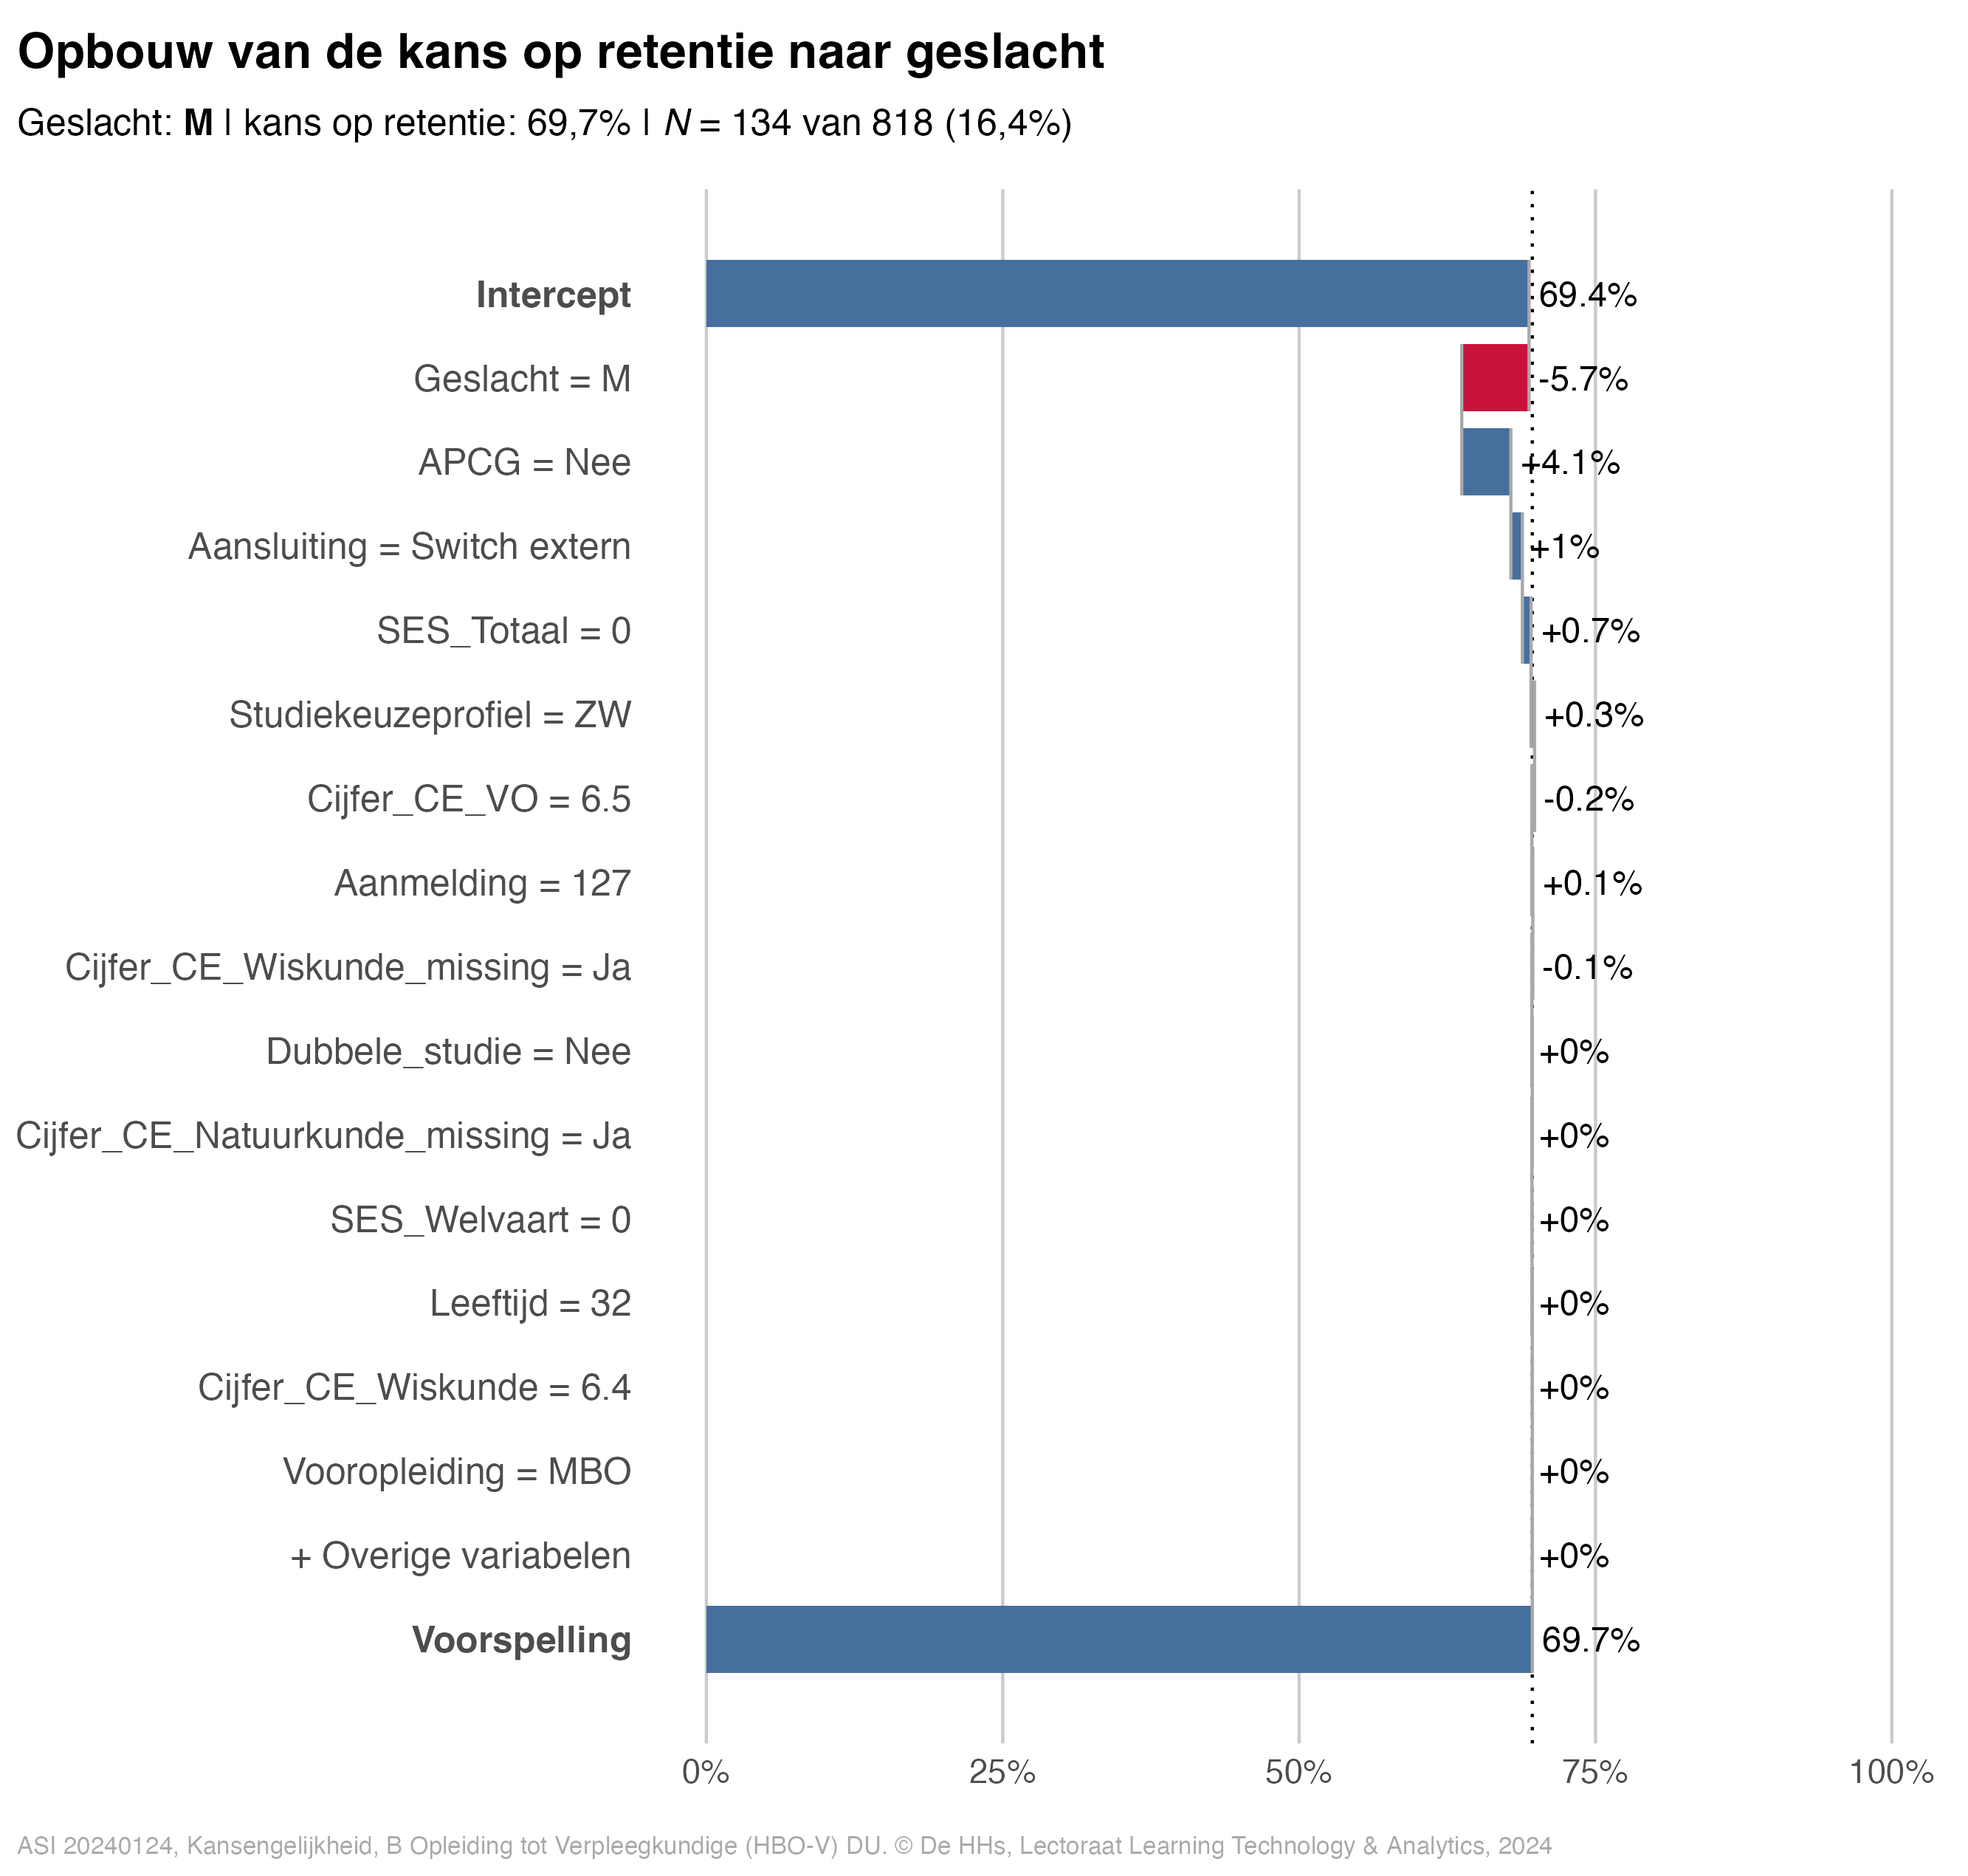 Opbouw van de kans op retentie naar geslacht
Geslacht: M | kans op retentie: 69,7% | N = 134 van 818 (16,4%)
Intercept 69.4%
Geslacht = M -5.7%
APCG = Nee +4.1%
Aansluiting = Switch extern +1%
SES_Totaal = 0 +0.7%
Studiekeuzeprofiel = ZW +0.3%
Cijfer_CE_VO = 6.5 -0.2%
Aanmelding = 127 +0.1%
Cijfer_CE_Wiskunde_missing = Ja -0.1%
Dubbele_studie = Nee +0%
Cijfer_CE_Natuurkunde_missing = Ja +0%
SES_Welvaart = 0 +0%
Leeftijd = 32 +0%
Cijfer_CE_Wiskunde = 6.4 +0%
Vooropleiding = MBO +0%
+ Overige variabelen +0%
Voorspelling 69.7%
0% 25% 50% 75% 100%
ASI 20240124, Kansengelijkheid, B Opleiding tot Verpleegkundige (HBO-V) DU. © De HHs, Lectoraat Learning Technology & Analytics, 2024